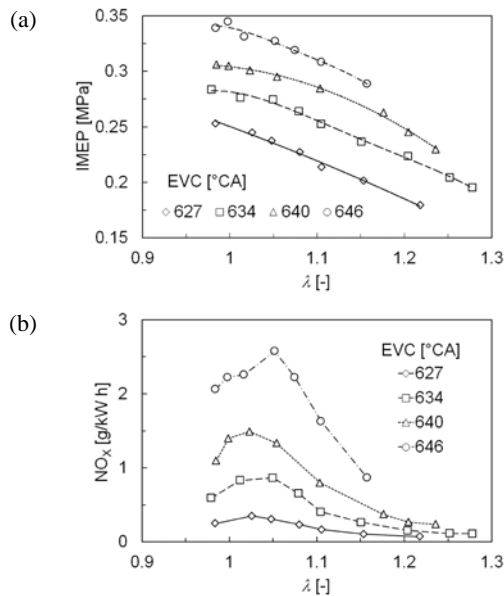 (a)
0.35
0.3
0.25
0.2
0.15
IMEP [MPa]
EVC [°CA]
627 634 640 646
0.9 1 1.1 1.2 1.3
λ [-]
(b)
3
2
1
0
NOX [g/kW h]
EVC [°CA]
627
634
640
646
0.9 1 1.1 1.2 1.3
λ [-]